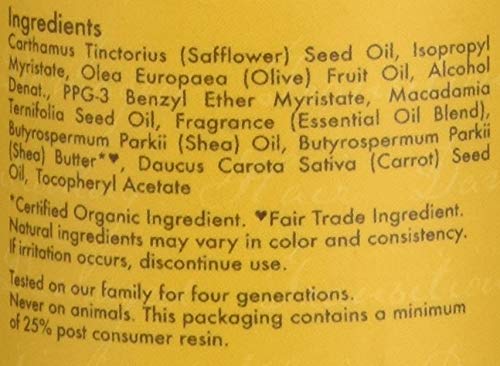 Ingredients
Carthamus Tinctorius (Safflower) Seed Oil, Isopropyl
Myristate, Olea Europaea (Olive) Fruit Oil, Alcohol
Denat., PPG-3 Benzyl Ether Myristate, Macadamia
Ternifolia Seed Oil, Fragrance (Essential Oil Blend),
Butyrospermum Parkii (Shea) Oil, Butyrospermum Parkii
(Shea) Butter*♥, Daucus Carota Sativa (Carrot) Seed
Oil, Tocopheryl Acetate
*Certified Organic Ingredient. ♥Fair Trade Ingredient.
Natural ingredients may vary in color and consistency.
If irritation occurs, discontinue use.
Tested on our family for four generations.
Never on animals. This packaging contains a minimum
of 25% post consumer resin.